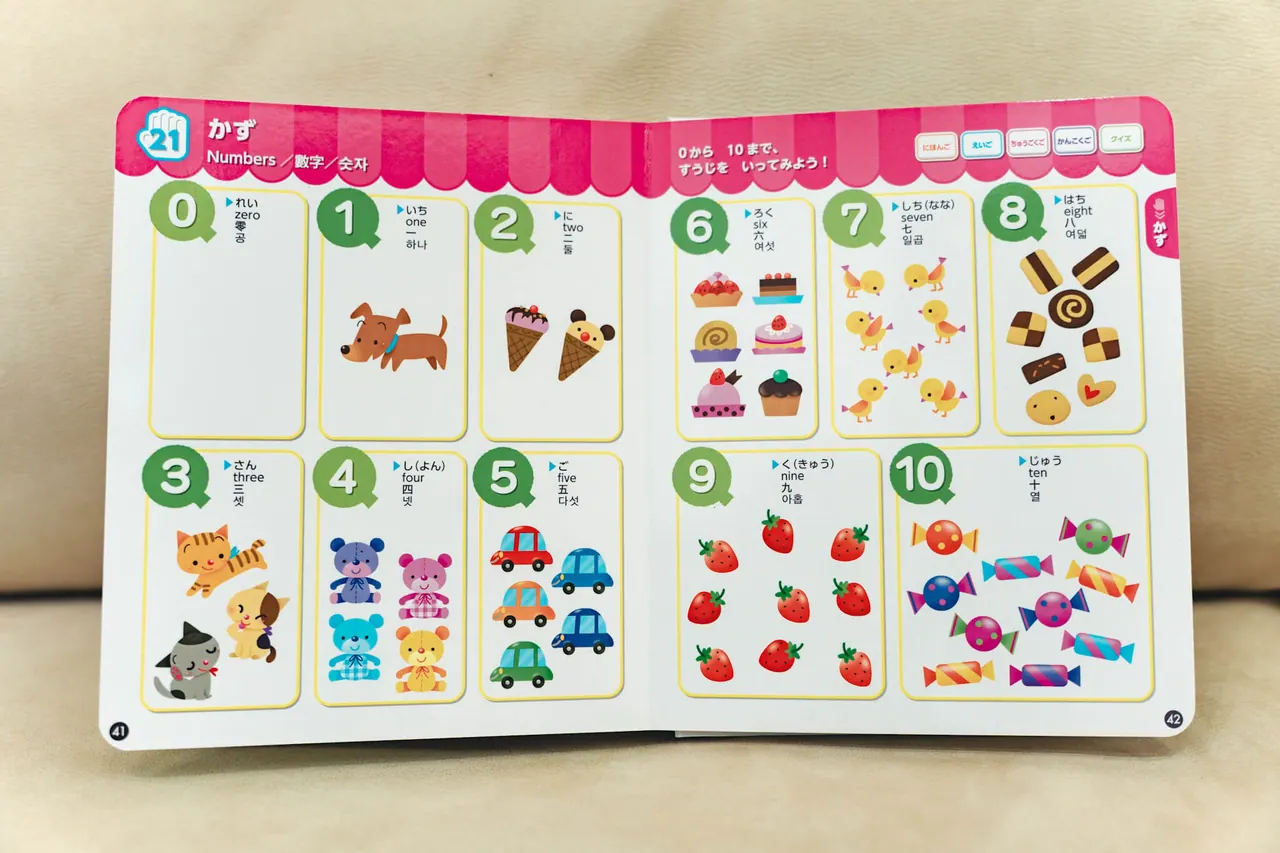 21
かず
Numbers／數字／숫자
0
れい
zero
零
공
1
いち
one
一
하나
2
に
two
二
둘
3
さん
three
三
셋
4
し(よん)
four
四
넷
5
ご
five
五
다섯
41
0から 10まで、
すうじを いってみよう！
にほんご
えいご
ちゅうごくご
かんこくご
クイズ
かず
6
ろく
six
六
여섯
7
しち(なな)
seven
七
일곱
8
はち
eight
八
여덟
9
く(きゅう)
nine
九
아홉
10
じゅう
ten
十
열
42